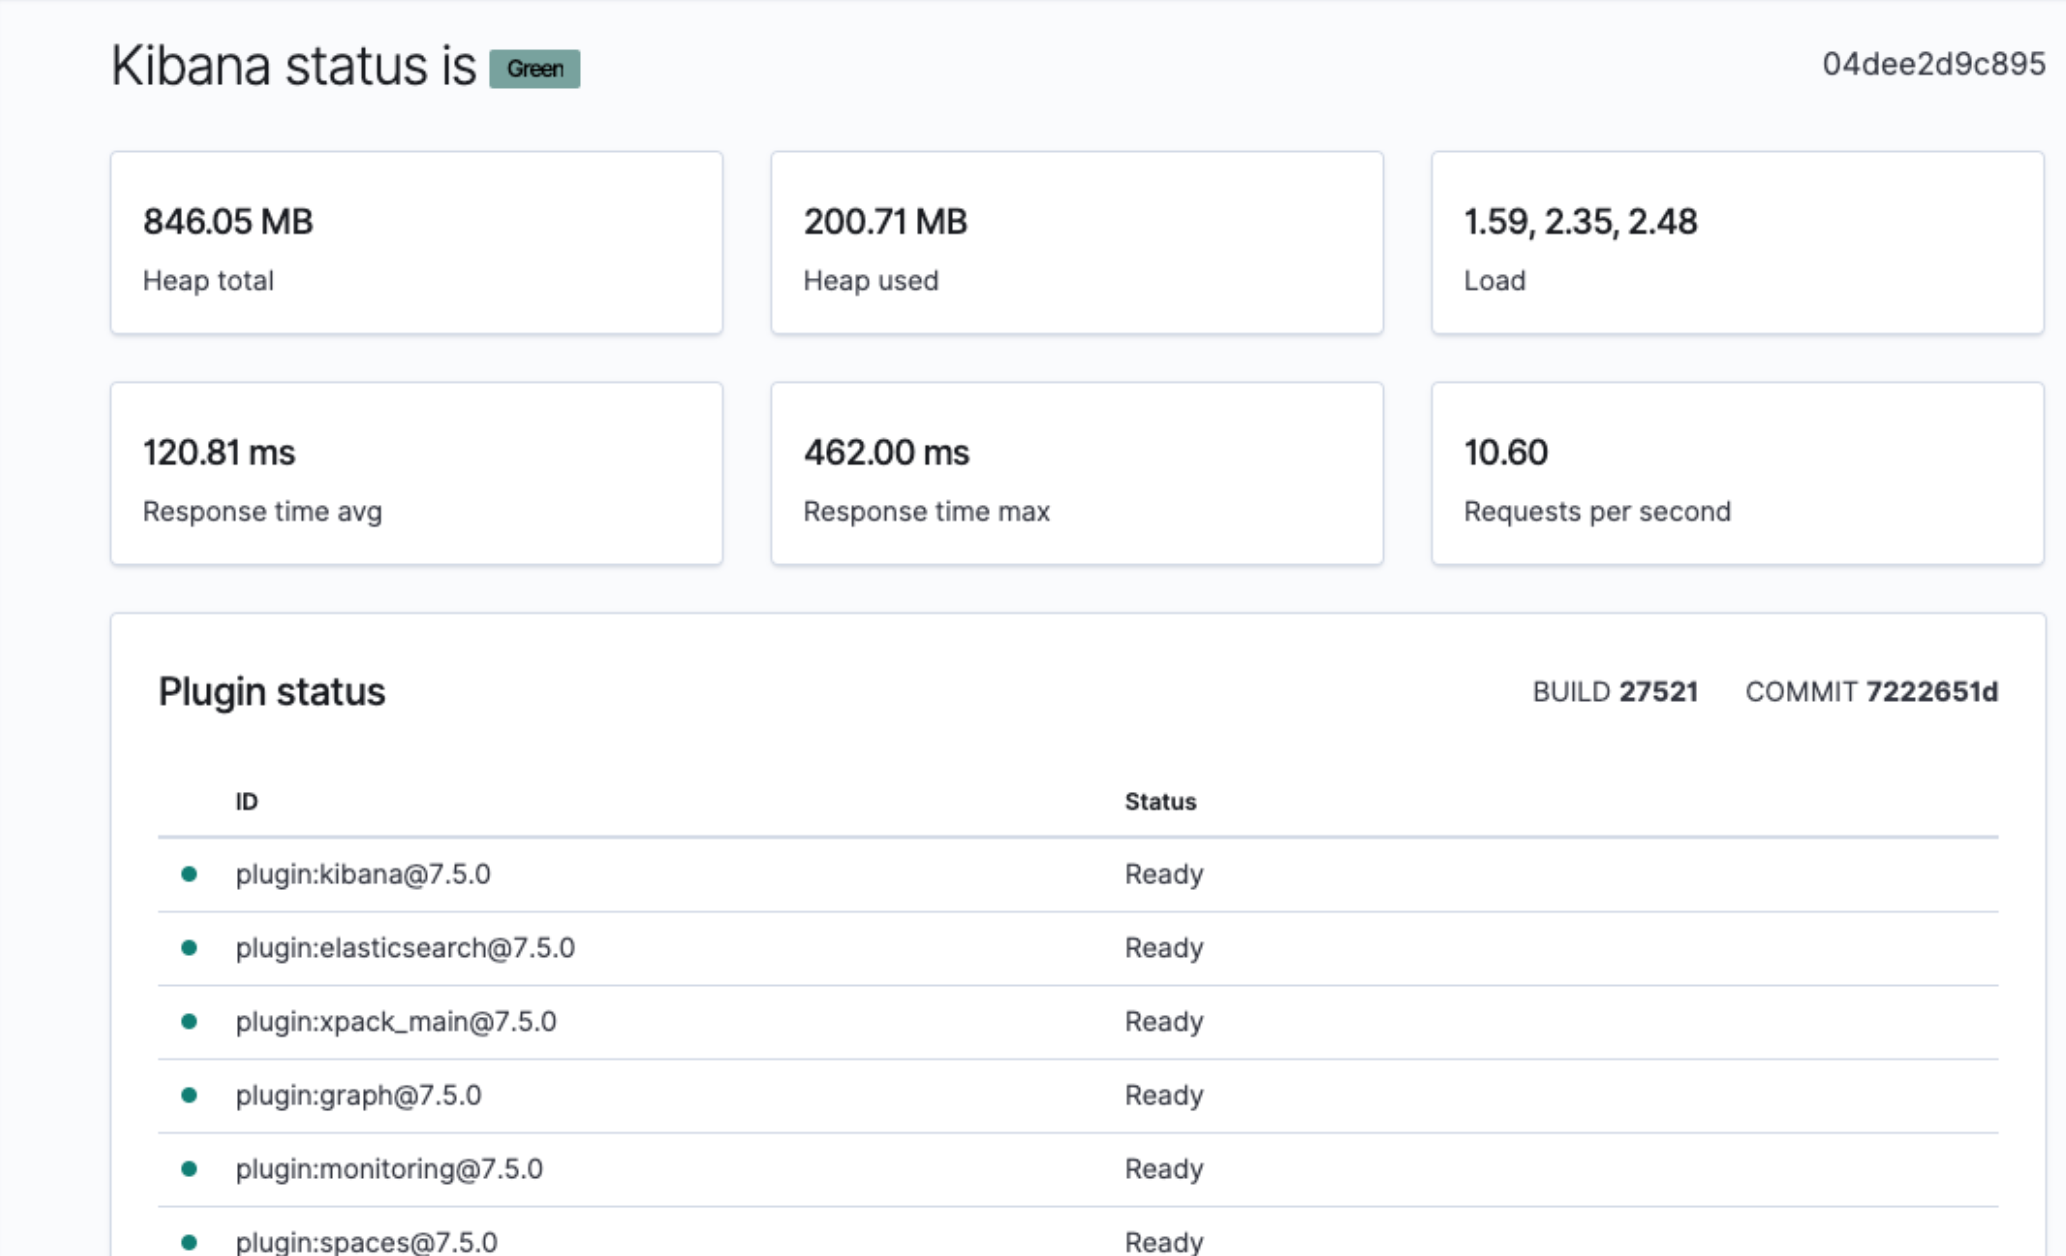 Kibana status is Green 04dee2d9c895
846.05 MB
Heap total
200.71 MB
Heap used
1.59, 2.35, 2.48
Load
120.81 ms
Response time avg
462.00 ms
Response time max
10.60
Requests per second
Plugin status BUILD 27521 COMMIT 7222651d
ID Status
plugin:kibana@7.5.0 Ready
plugin:elasticsearch@7.5.0 Ready
plugin:xpack_main@7.5.0 Ready
plugin:graph@7.5.0 Ready
plugin:monitoring@7.5.0 Ready
plugin:spaces@7.5.0 Ready